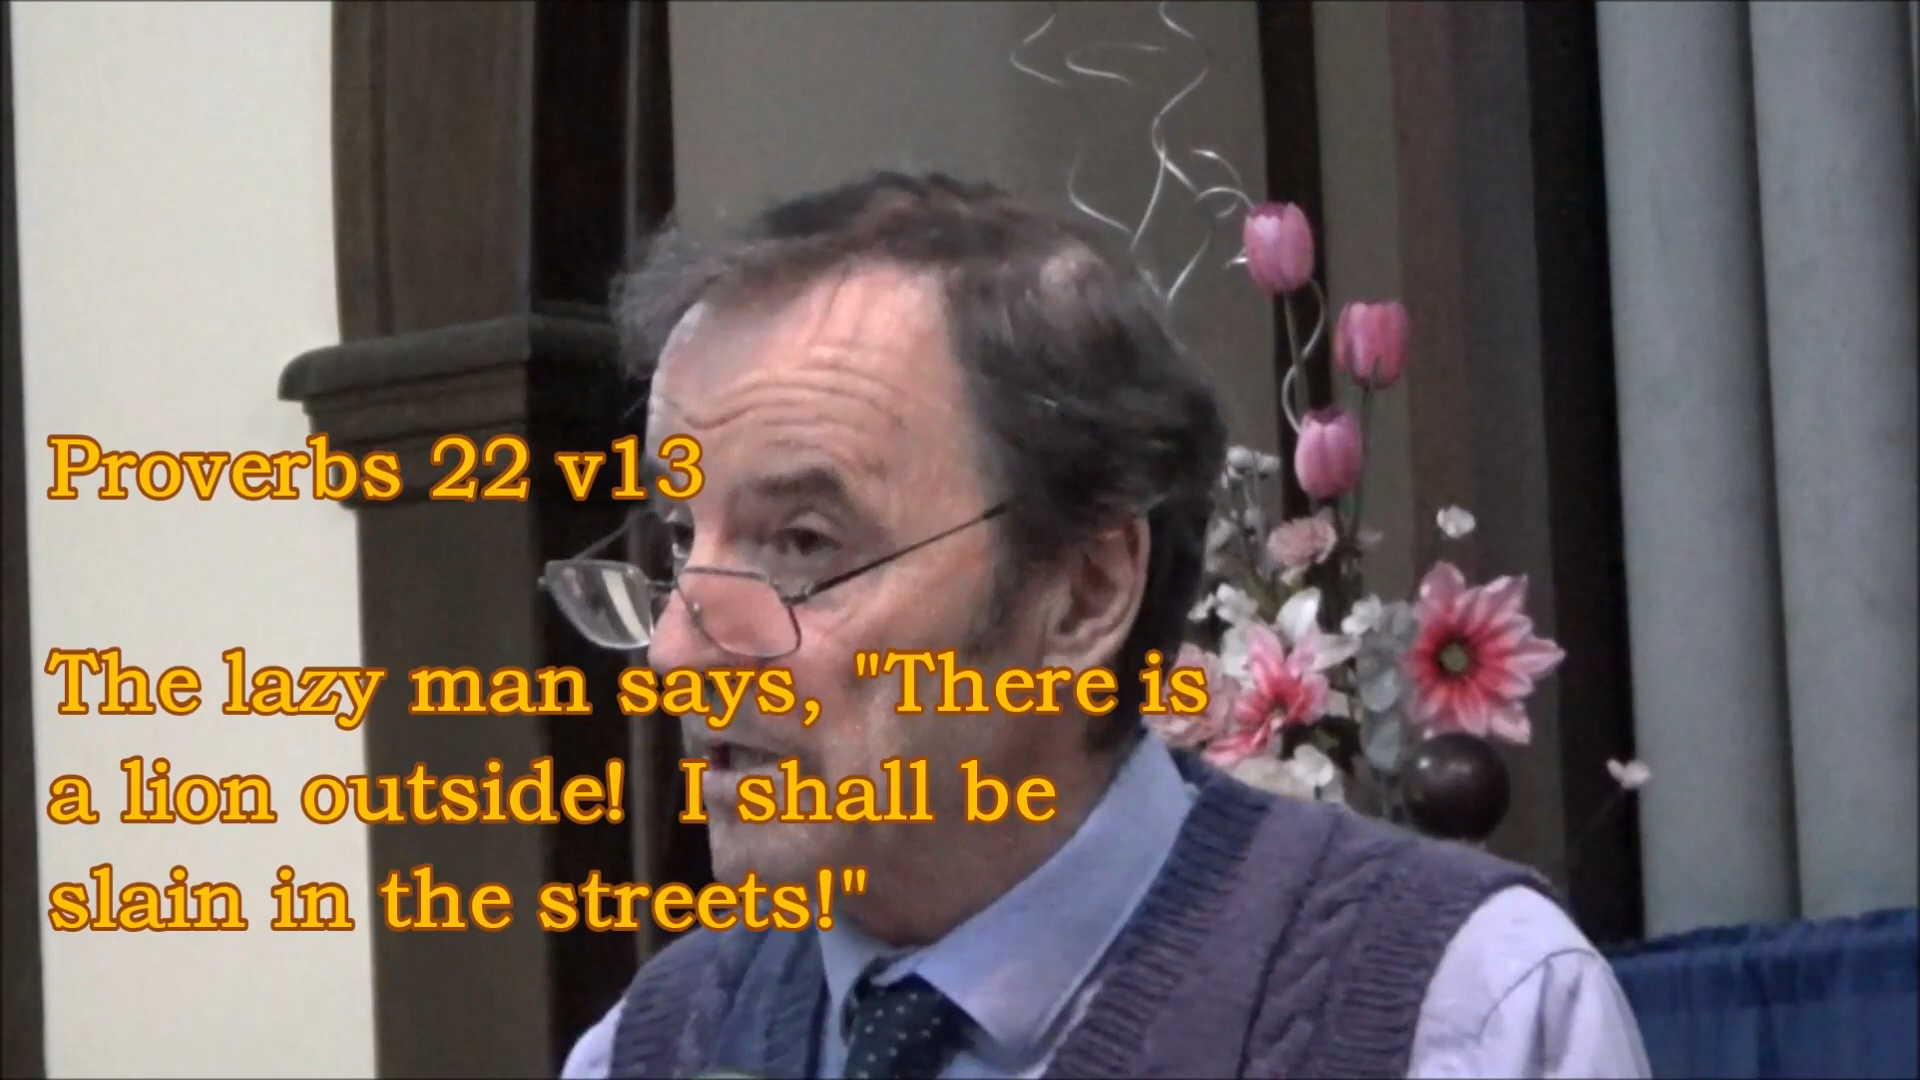 Proverbs 22 v13
The lazy man says, "There is
a lion outside!  I shall be
slain in the streets!"